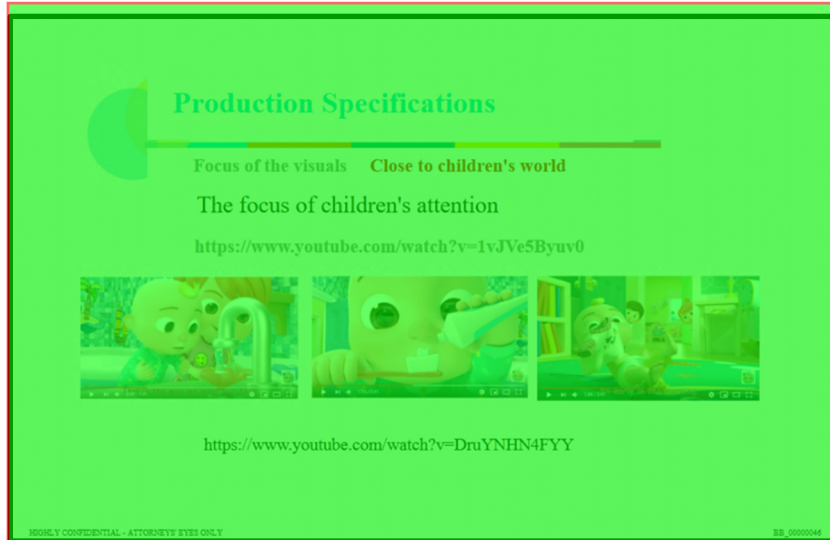 Production Specifications
Focus of the visuals Close to children's world
The focus of children's attention
https://www.youtube.com/watch?v=1vJVe5Byuv0
https://www.youtube.com/watch?v=DruYNHN4FYY
HIGHLY CONFIDENTIAL - ATTORNEYS' EYES ONLY
BB_00000046